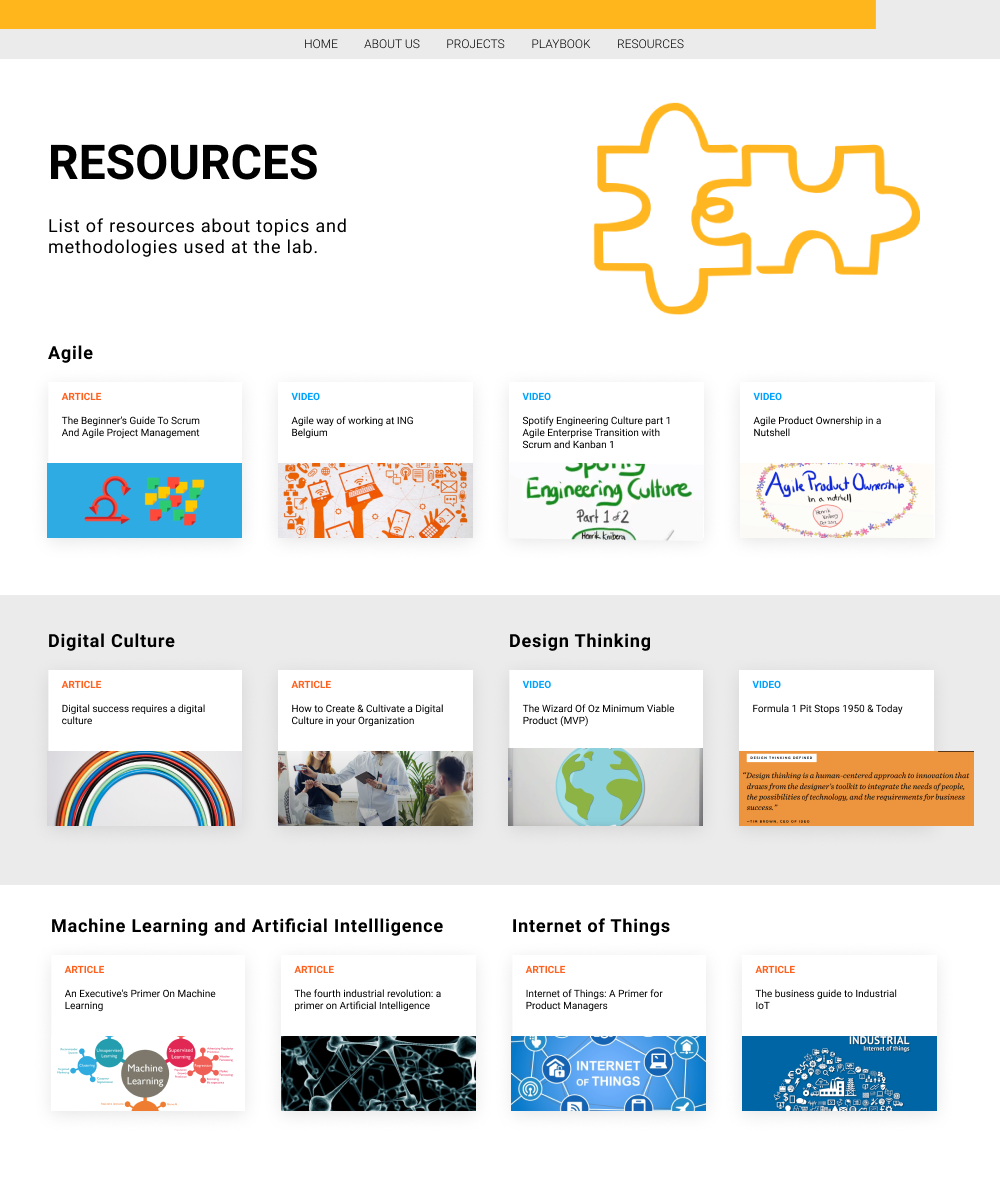 HOME ABOUT US PROJECTS PLAYBOOK RESOURCES
RESOURCES
List of resources about topics and
methodologies used at the lab.
Agile
ARTICLE
The Beginner's Guide To Scrum
And Agile Project Management
VIDEO
Agile way of working at ING
Belgium
VIDEO
Spotify Engineering Culture part 1
Agile Enterprise Transition with
Scrum and Kanban 1
Spotify
Engineering Culture
Part 1 of 2
Henrik Kniberg
VIDEO
Agile Product Ownership in a
Nutshell
Agile Product Ownership
in a nutshell
Henrik Kniberg
Oct 2012
Digital Culture
ARTICLE
Digital success requires a digital
culture
ARTICLE
How to Create & Cultivate a Digital
Culture in your Organization
Design Thinking
VIDEO
The Wizard Of Oz Minimum Viable
Product (MVP)
VIDEO
Formula 1 Pit Stops 1950 & Today
DESIGN THINKING DEFINED
"Design thinking is a human-centered approach to innovation that
draws from the designer's toolkit to integrate the needs of people,
the possibilities of technology, and the requirements for business
success."
—TIM BROWN, CEO OF IDEO
Machine Learning and Artificial Intellligence
ARTICLE
An Executive's Primer On Machine
Learning
Unsupervised
Learning
Supervised
Learning
Machine
Learning
ARTICLE
The fourth industrial revolution: a
primer on Artificial Intelligence
Internet of Things
ARTICLE
Internet of Things: A Primer for
Product Managers
INTERNET
OF THINGS
ARTICLE
The business guide to Industrial
IoT
INDUSTRIAL
Internet of things